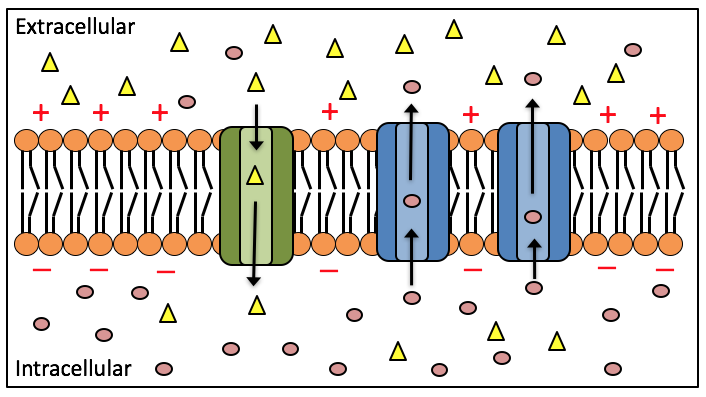 Extracellular
+ + + + + + +
− − − − − − −
Intracellular